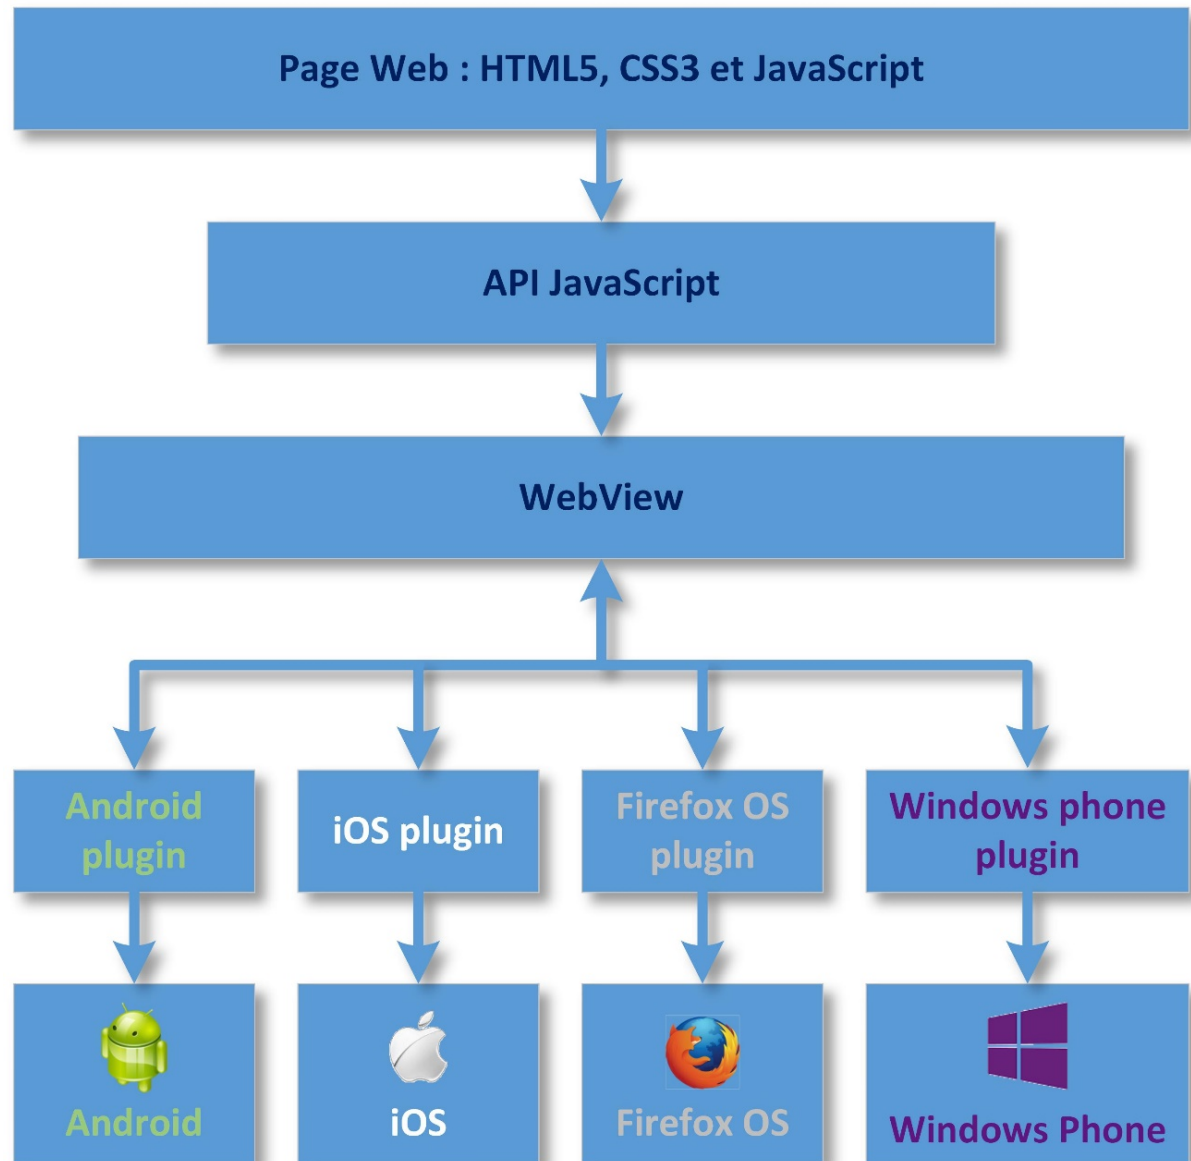 Page Web : HTML5, CSS3 et JavaScript
API JavaScript
WebView
Android
plugin
iOS plugin
Firefox OS
plugin
Windows phone
plugin
Android
iOS
Firefox OS
Windows Phone